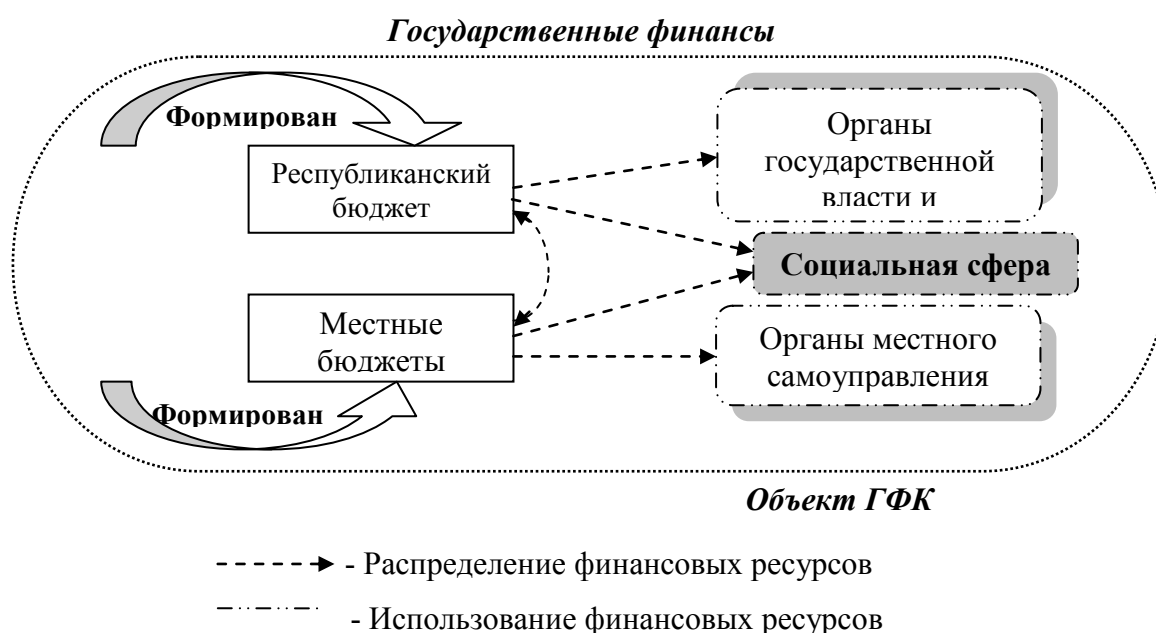 Государственные финансы
Формирован
Республиканский
бюджет
Органы
государственной
власти и
Социальная сфера
Местные
бюджеты
Органы местного
самоуправления
Формирован
Объект ГФК
- Распределение финансовых ресурсов
- Использование финансовых ресурсов